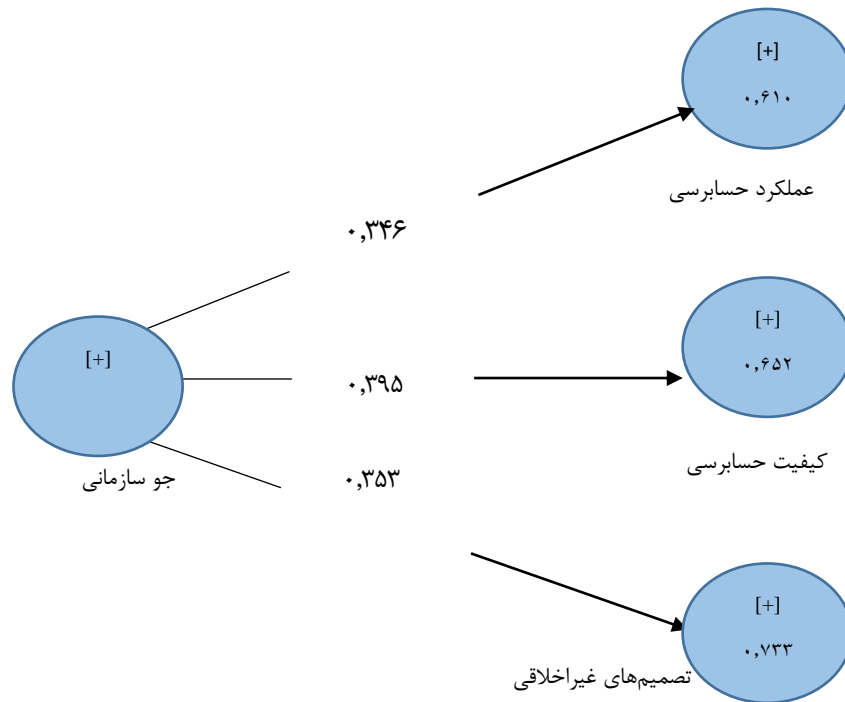 [+]
۰,۶۱۰
عملکرد حسابرسی
۰,۳۴۶
[+]
۰,۶۵۲
کیفیت حسابرسی
[+]
۰,۳۹۵
جو سازمانی
۰,۳۵۳
[+]
۰,۷۳۳
تصمیم‌های غیراخلاقی